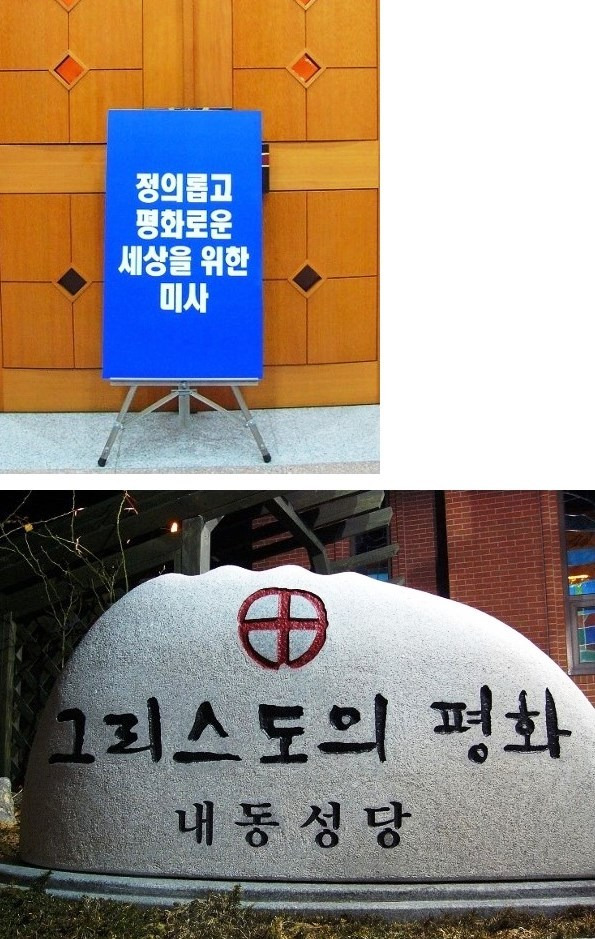 정의롭고
평화로운
세상을 위한
미사
그리스도의 평화
내동성당